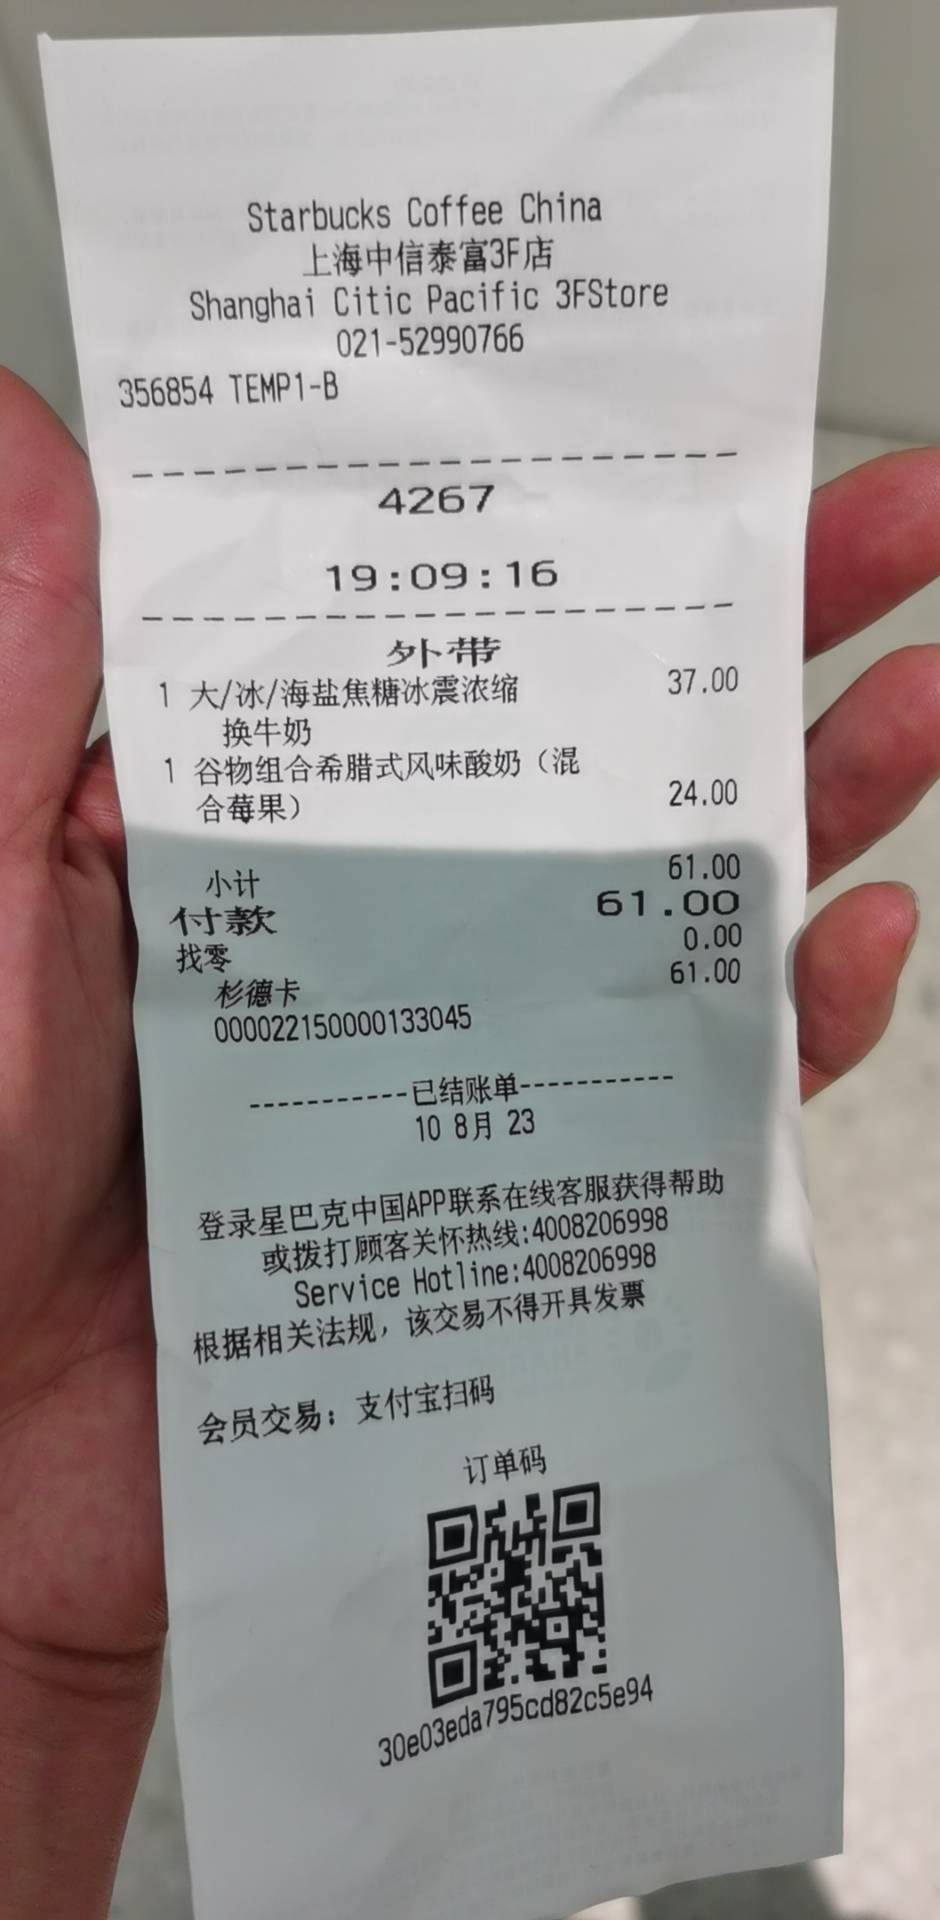 Starbucks Coffee China
上海中信泰富3F店
Shanghai Citic Pacific 3FStore
021-52990766
356854 TEMP1-B
4267
19:09:16
外带
1 大/冰/海盐焦糖冰震浓缩 37.00
换牛奶
1 谷物组合希腊式风味酸奶（混
合莓果） 24.00
小计 61.00
付款 61.00
找零 0.00
杉德卡 61.00
0000221500000133045
-----------已结账单-----------
10 8月 23
登录星巴克中国APP联系在线客服获得帮助
或拨打顾客关怀热线:4008206998
Service Hotline:4008206998
根据相关法规，该交易不得开具发票
会员交易：支付宝扫码
订单码
30e03eda795cd82c5e94